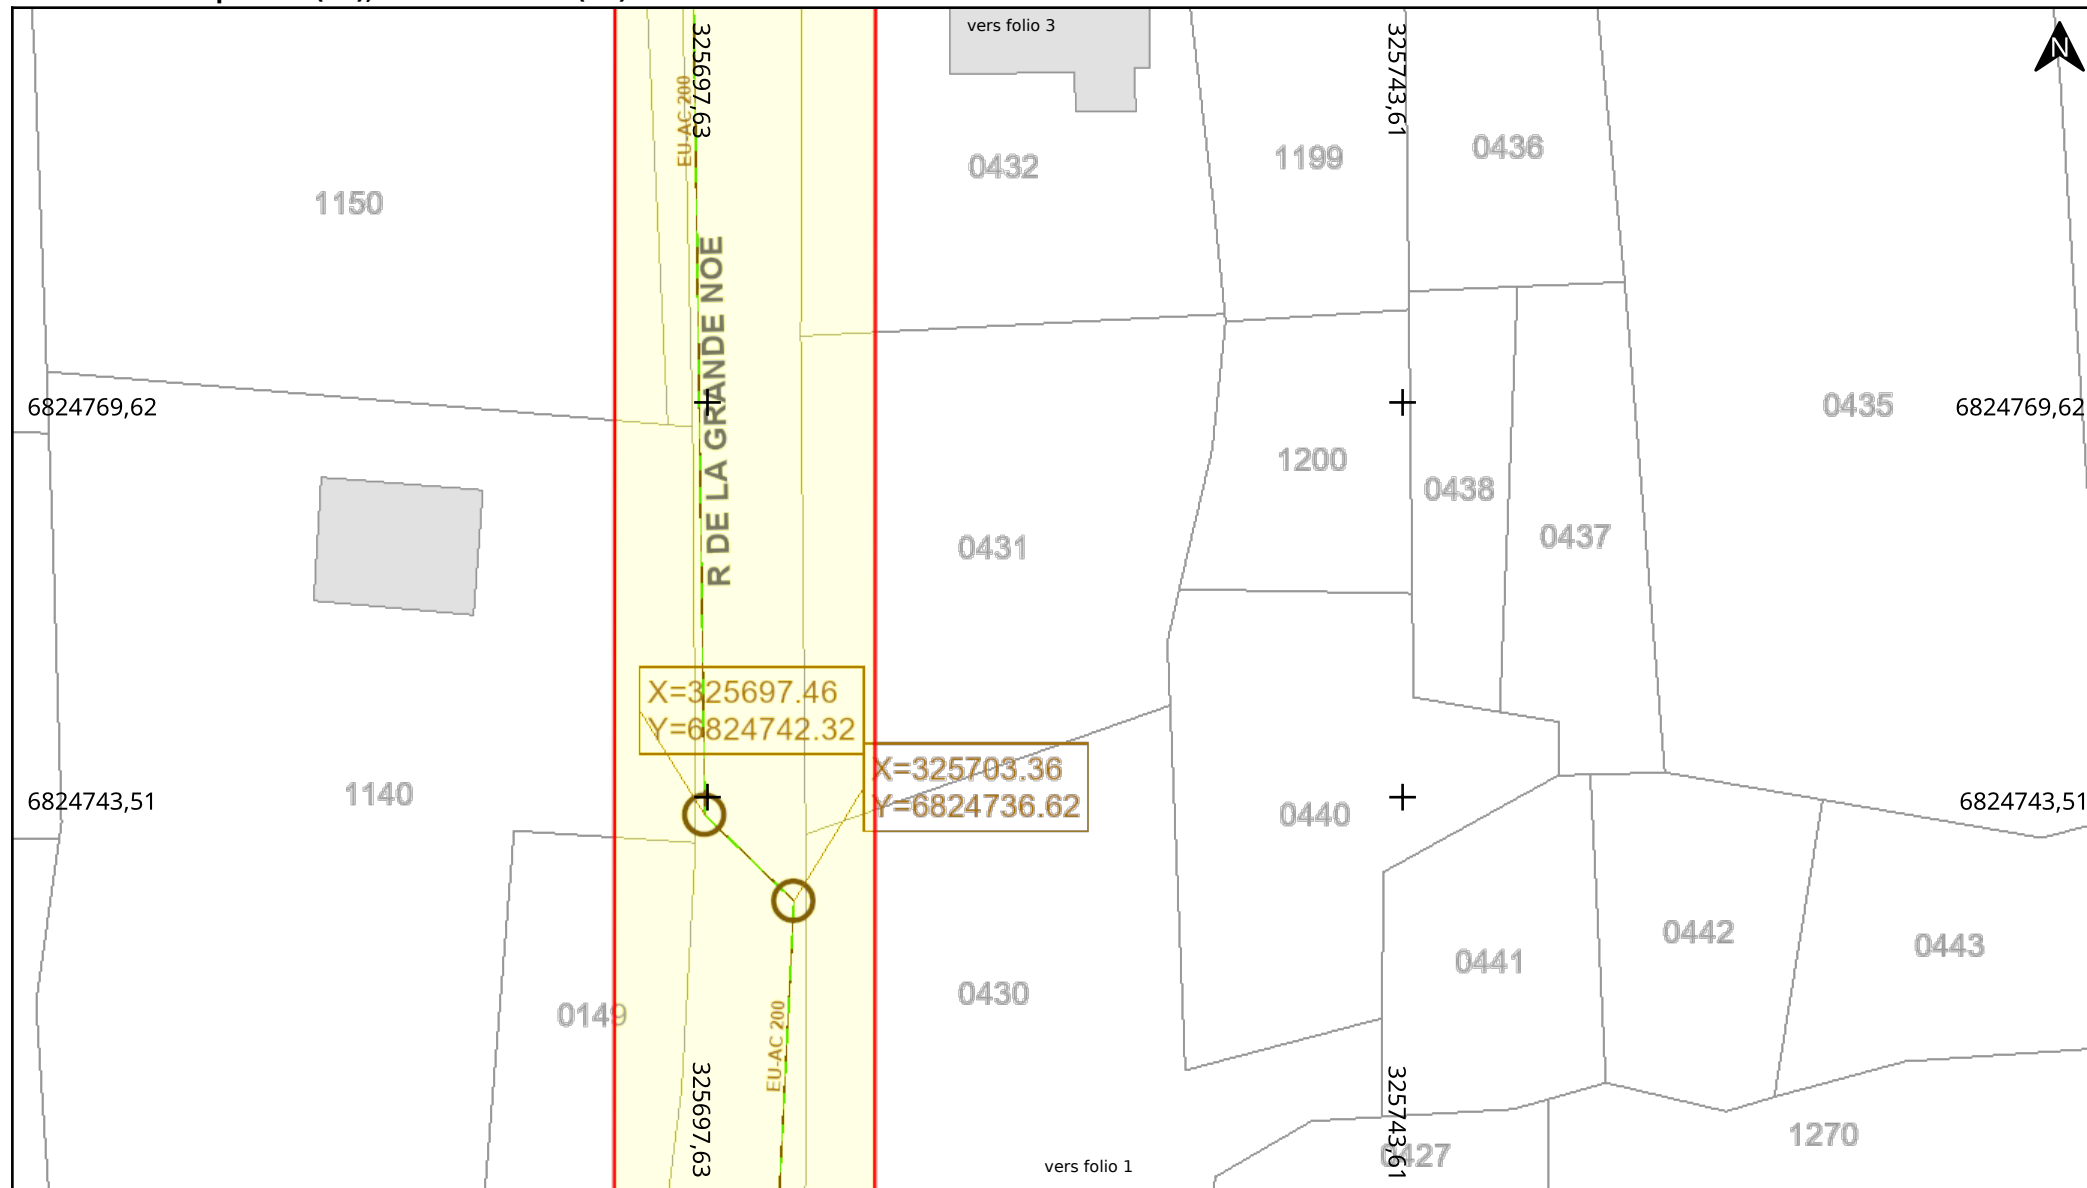 vers folio 3
325697,63
325743,61
N
EU-AC 200
0432
1199
0436
1150
R DE LA GRANDE NOE
6824769,62
0435
6824769,62
1200
0438
0437
0431
X=325697.46
Y=6824742.32
X=325703.36
Y=6824736.62
1140
6824743,51
0440
6824743,51
0442
0443
0441
0430
0149
EU-AC 200
325697,63
325743,61
1270
0427
vers folio 1